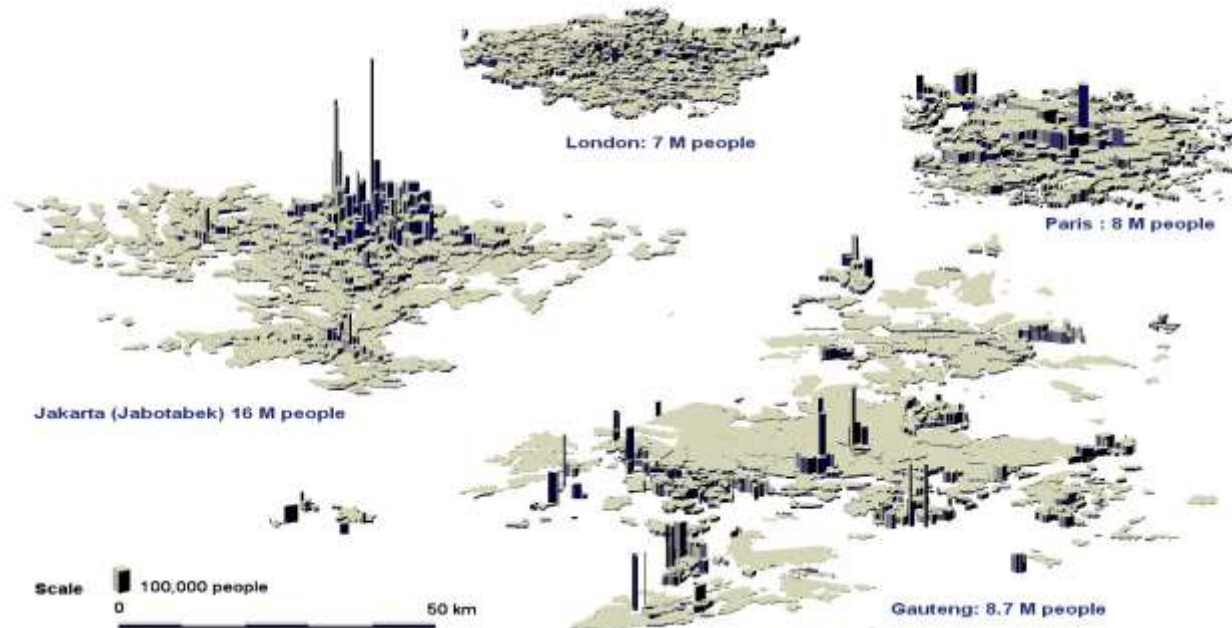 London: 7 M people
Paris : 8 M people
Jakarta (Jabotabek) 16 M people
Scale 100,000 people
0 50 km
Gauteng: 8.7 M people